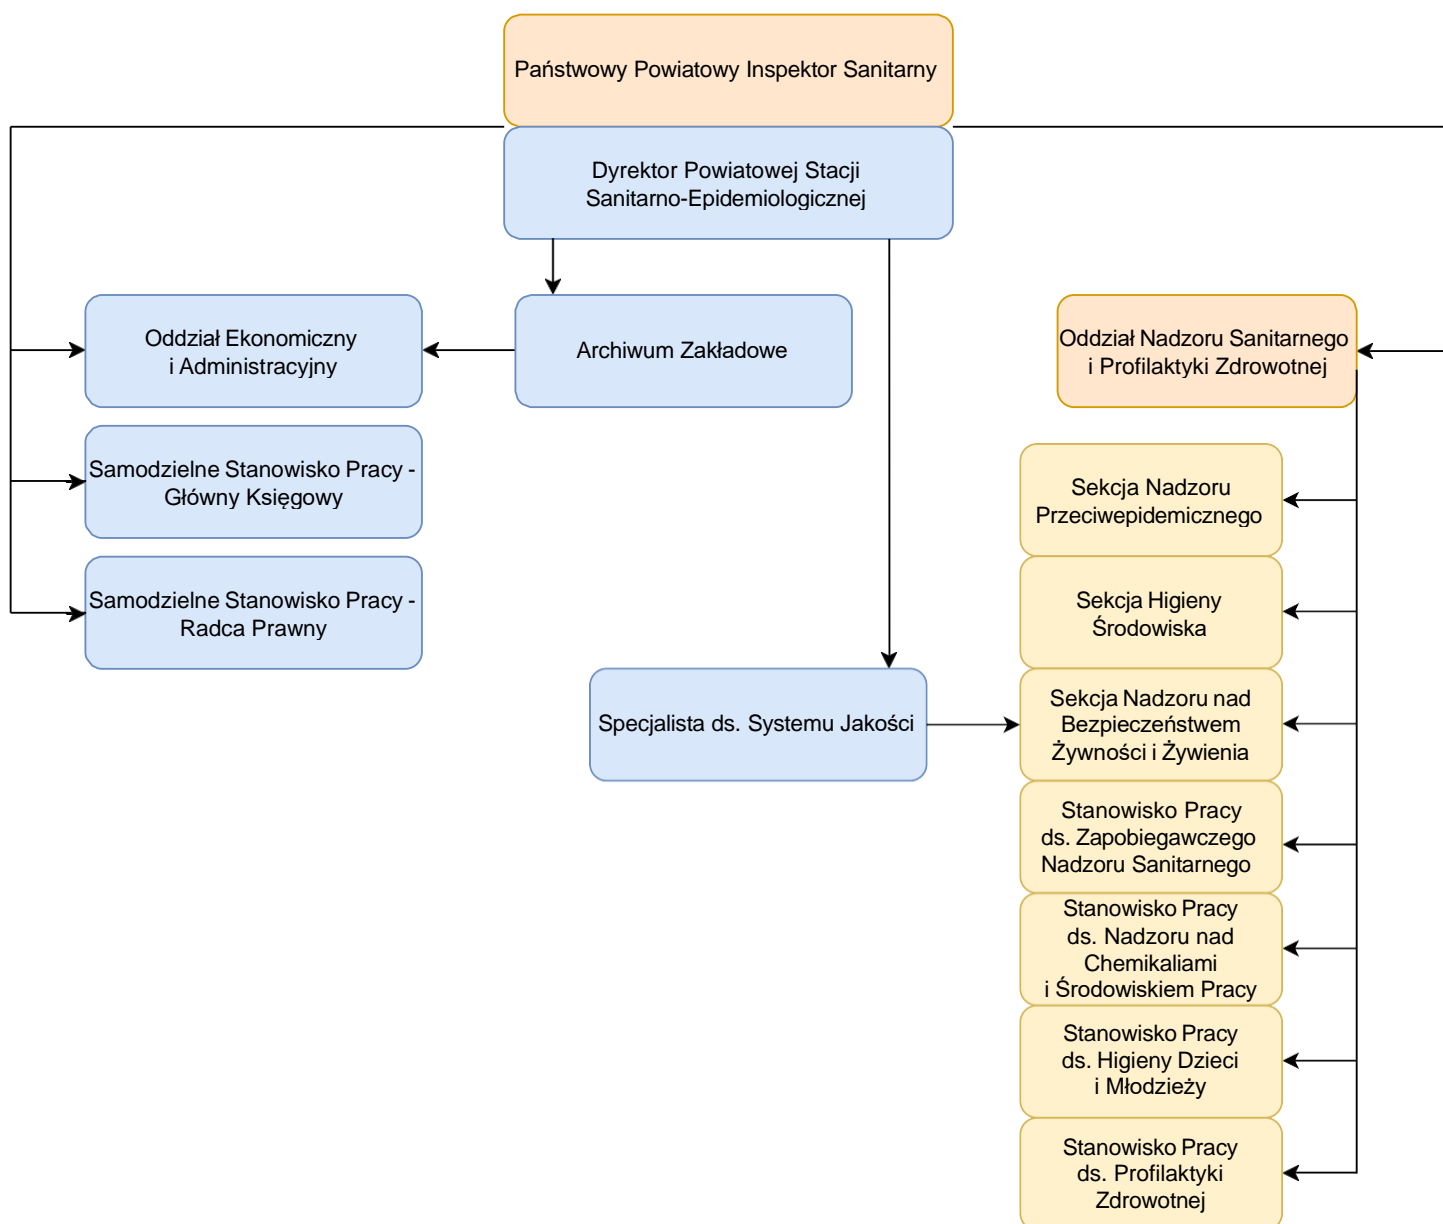 Państwowy Powiatowy Inspektor Sanitarny
Dyrektor Powiatowej Stacji
Sanitarno-Epidemiologicznej
Oddział Ekonomiczny
i Administracyjny
Archiwum Zakładowe
Oddział Nadzoru Sanitarnego
i Profilaktyki Zdrowotnej
Samodzielne Stanowisko Pracy -
Główny Księgowy
Samodzielne Stanowisko Pracy -
Radca Prawny
Specjalista ds. Systemu Jakości
Sekcja Nadzoru
Przeciwepidemicznego
Sekcja Higieny
Środowiska
Sekcja Nadzoru nad
Bezpieczeństwem
Żywności i Żywienia
Stanowisko Pracy
ds. Zapobiegawczego
Nadzoru Sanitarnego
Stanowisko Pracy
ds. Nadzoru nad
Chemikaliami
i Środowiskiem Pracy
Stanowisko Pracy
ds. Higieny Dzieci
i Młodzieży
Stanowisko Pracy
ds. Profilaktyki
Zdrowotnej